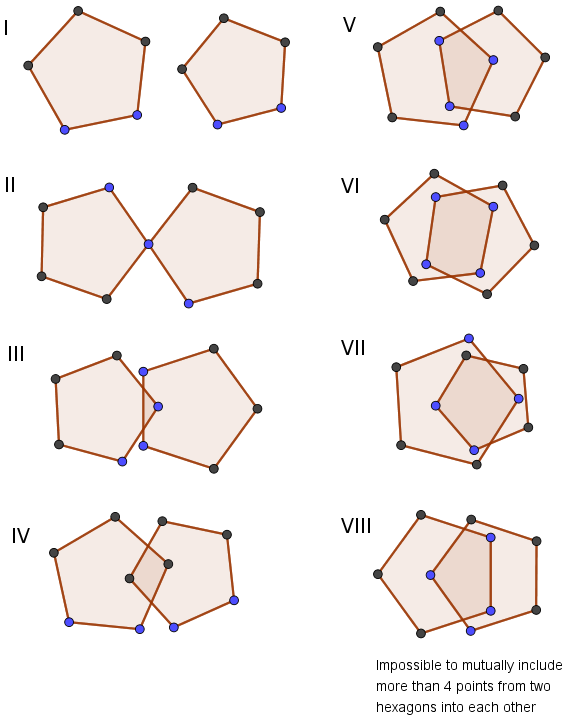 I
II
III
IV
V
VI
VII
VIII
Impossible to mutually include
more than 4 points from two
hexagons into each other